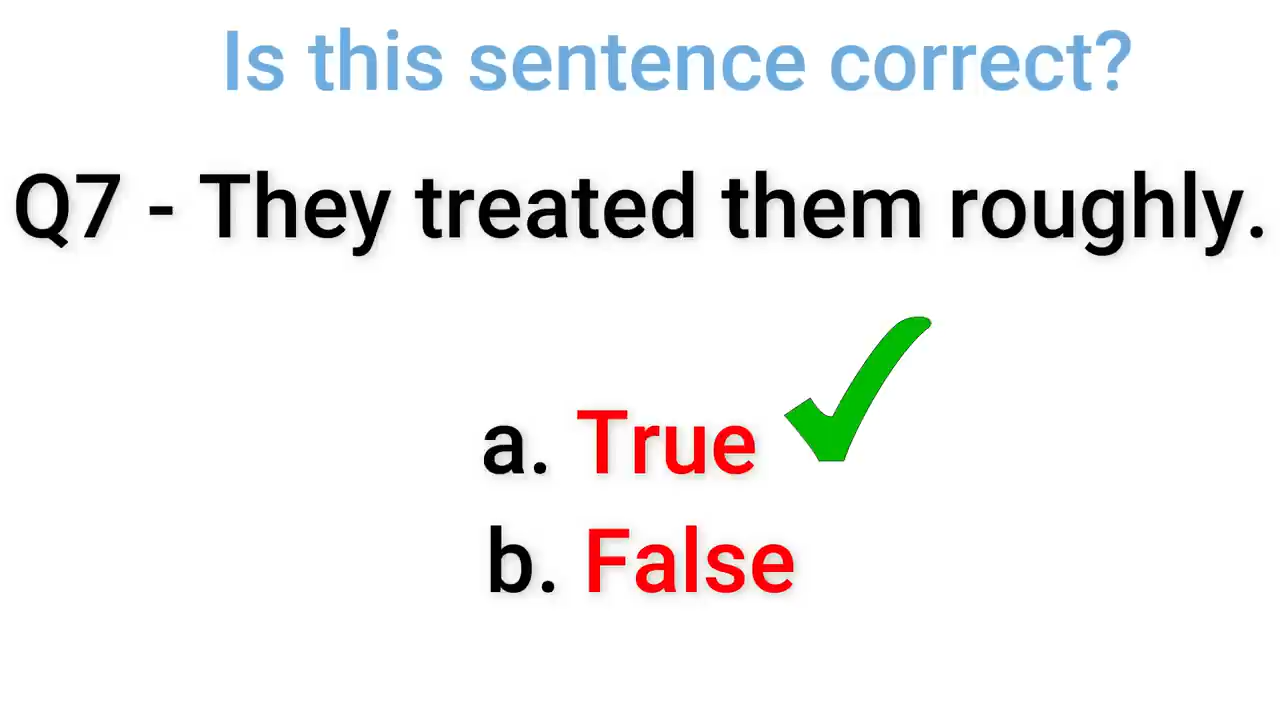 Is this sentence correct?
Q7 - They treated them roughly.
a. True
b. False